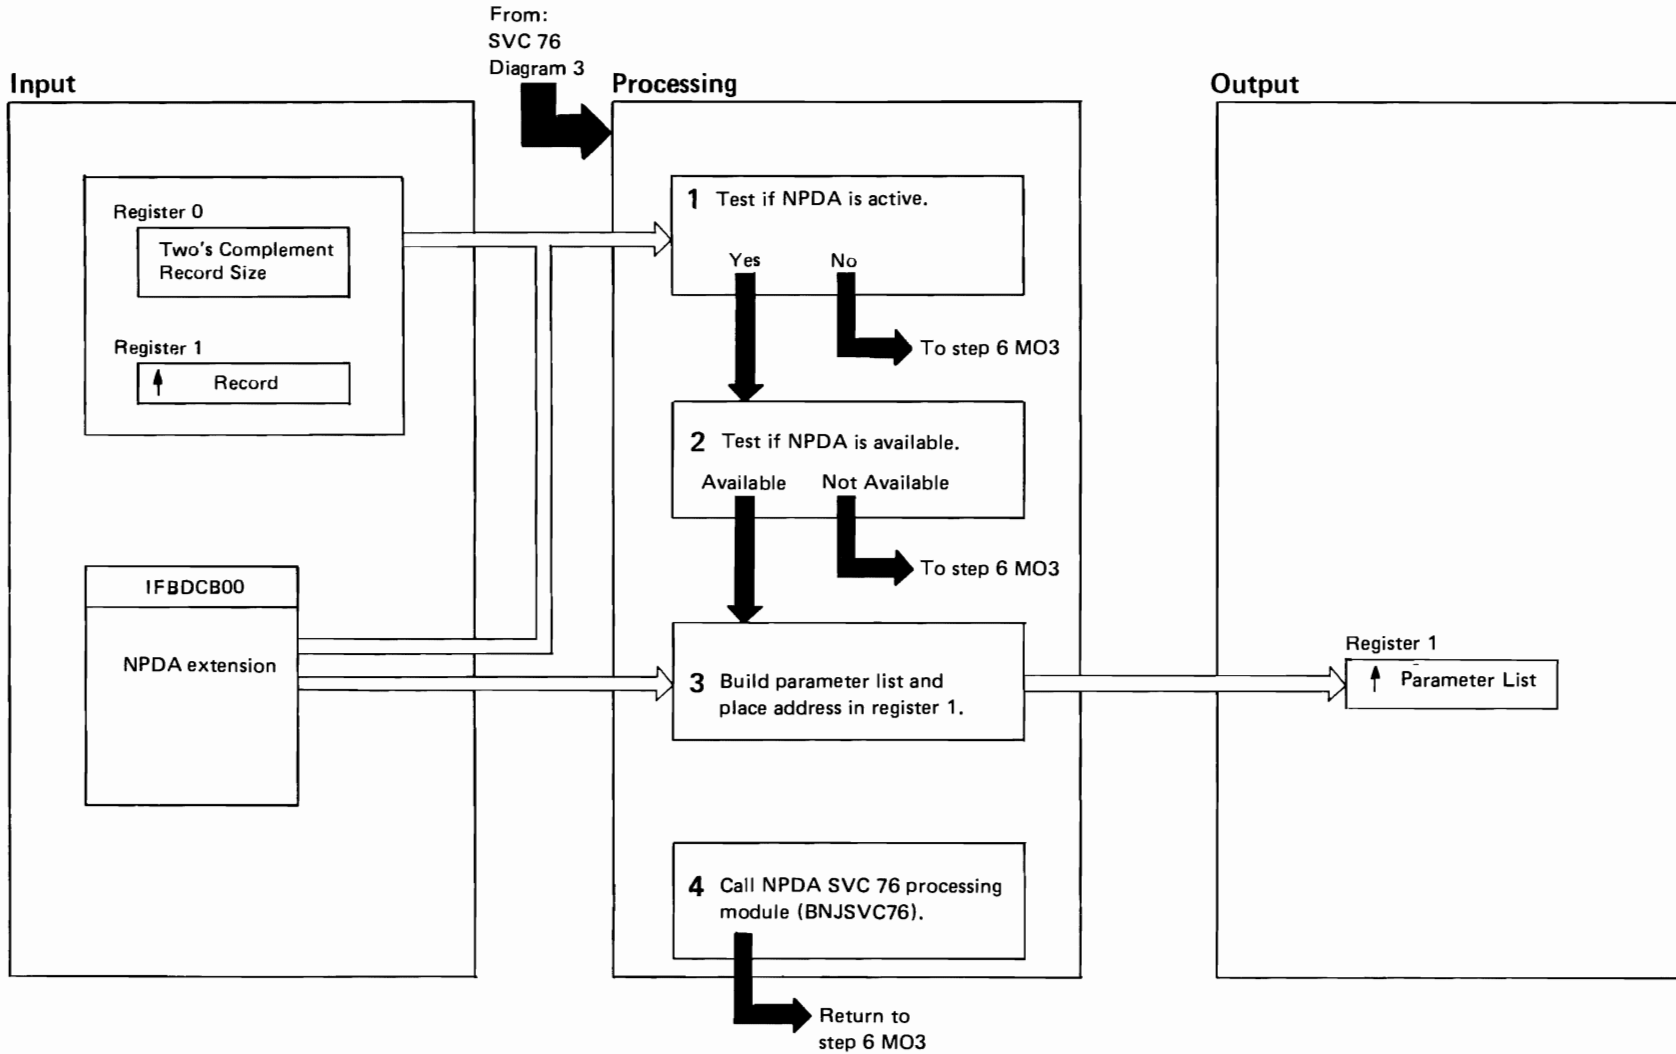 From:
SVC 76
Diagram 3
Input
Processing
Output
Register 0
Two's Complement
Record Size
Register 1
Record
IFBDCB00
NPDA extension
1 Test if NPDA is active.
Yes No
To step 6 MO3
2 Test if NPDA is available.
Available Not Available
To step 6 MO3
3 Build parameter list and
place address in register 1.
4 Call NPDA SVC 76 processing
module (BNJSVC76).
Return to
step 6 MO3
Register 1
Parameter List